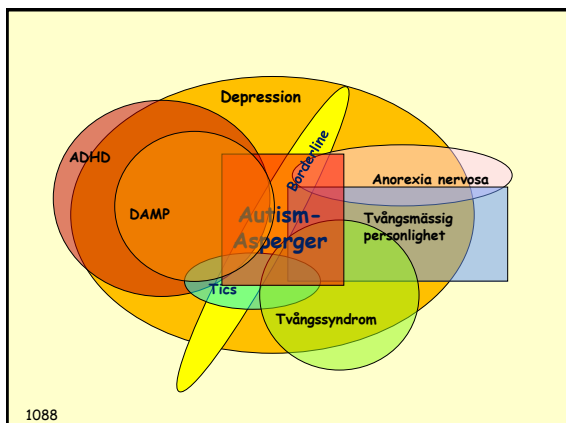 Depression
Borderline
ADHD
Anorexia nervosa
DAMP
Autism-
Asperger
Tvångsmässig
personlighet
Tics
Tvångssyndrom
1088